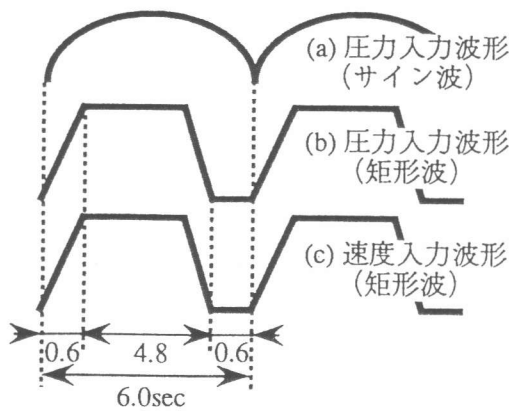 (a) 圧力入力波形
（サイン波）
(b) 圧力入力波形
（矩形波）
(c) 速度入力波形
（矩形波）
0.6 4.8 0.6
6.0sec